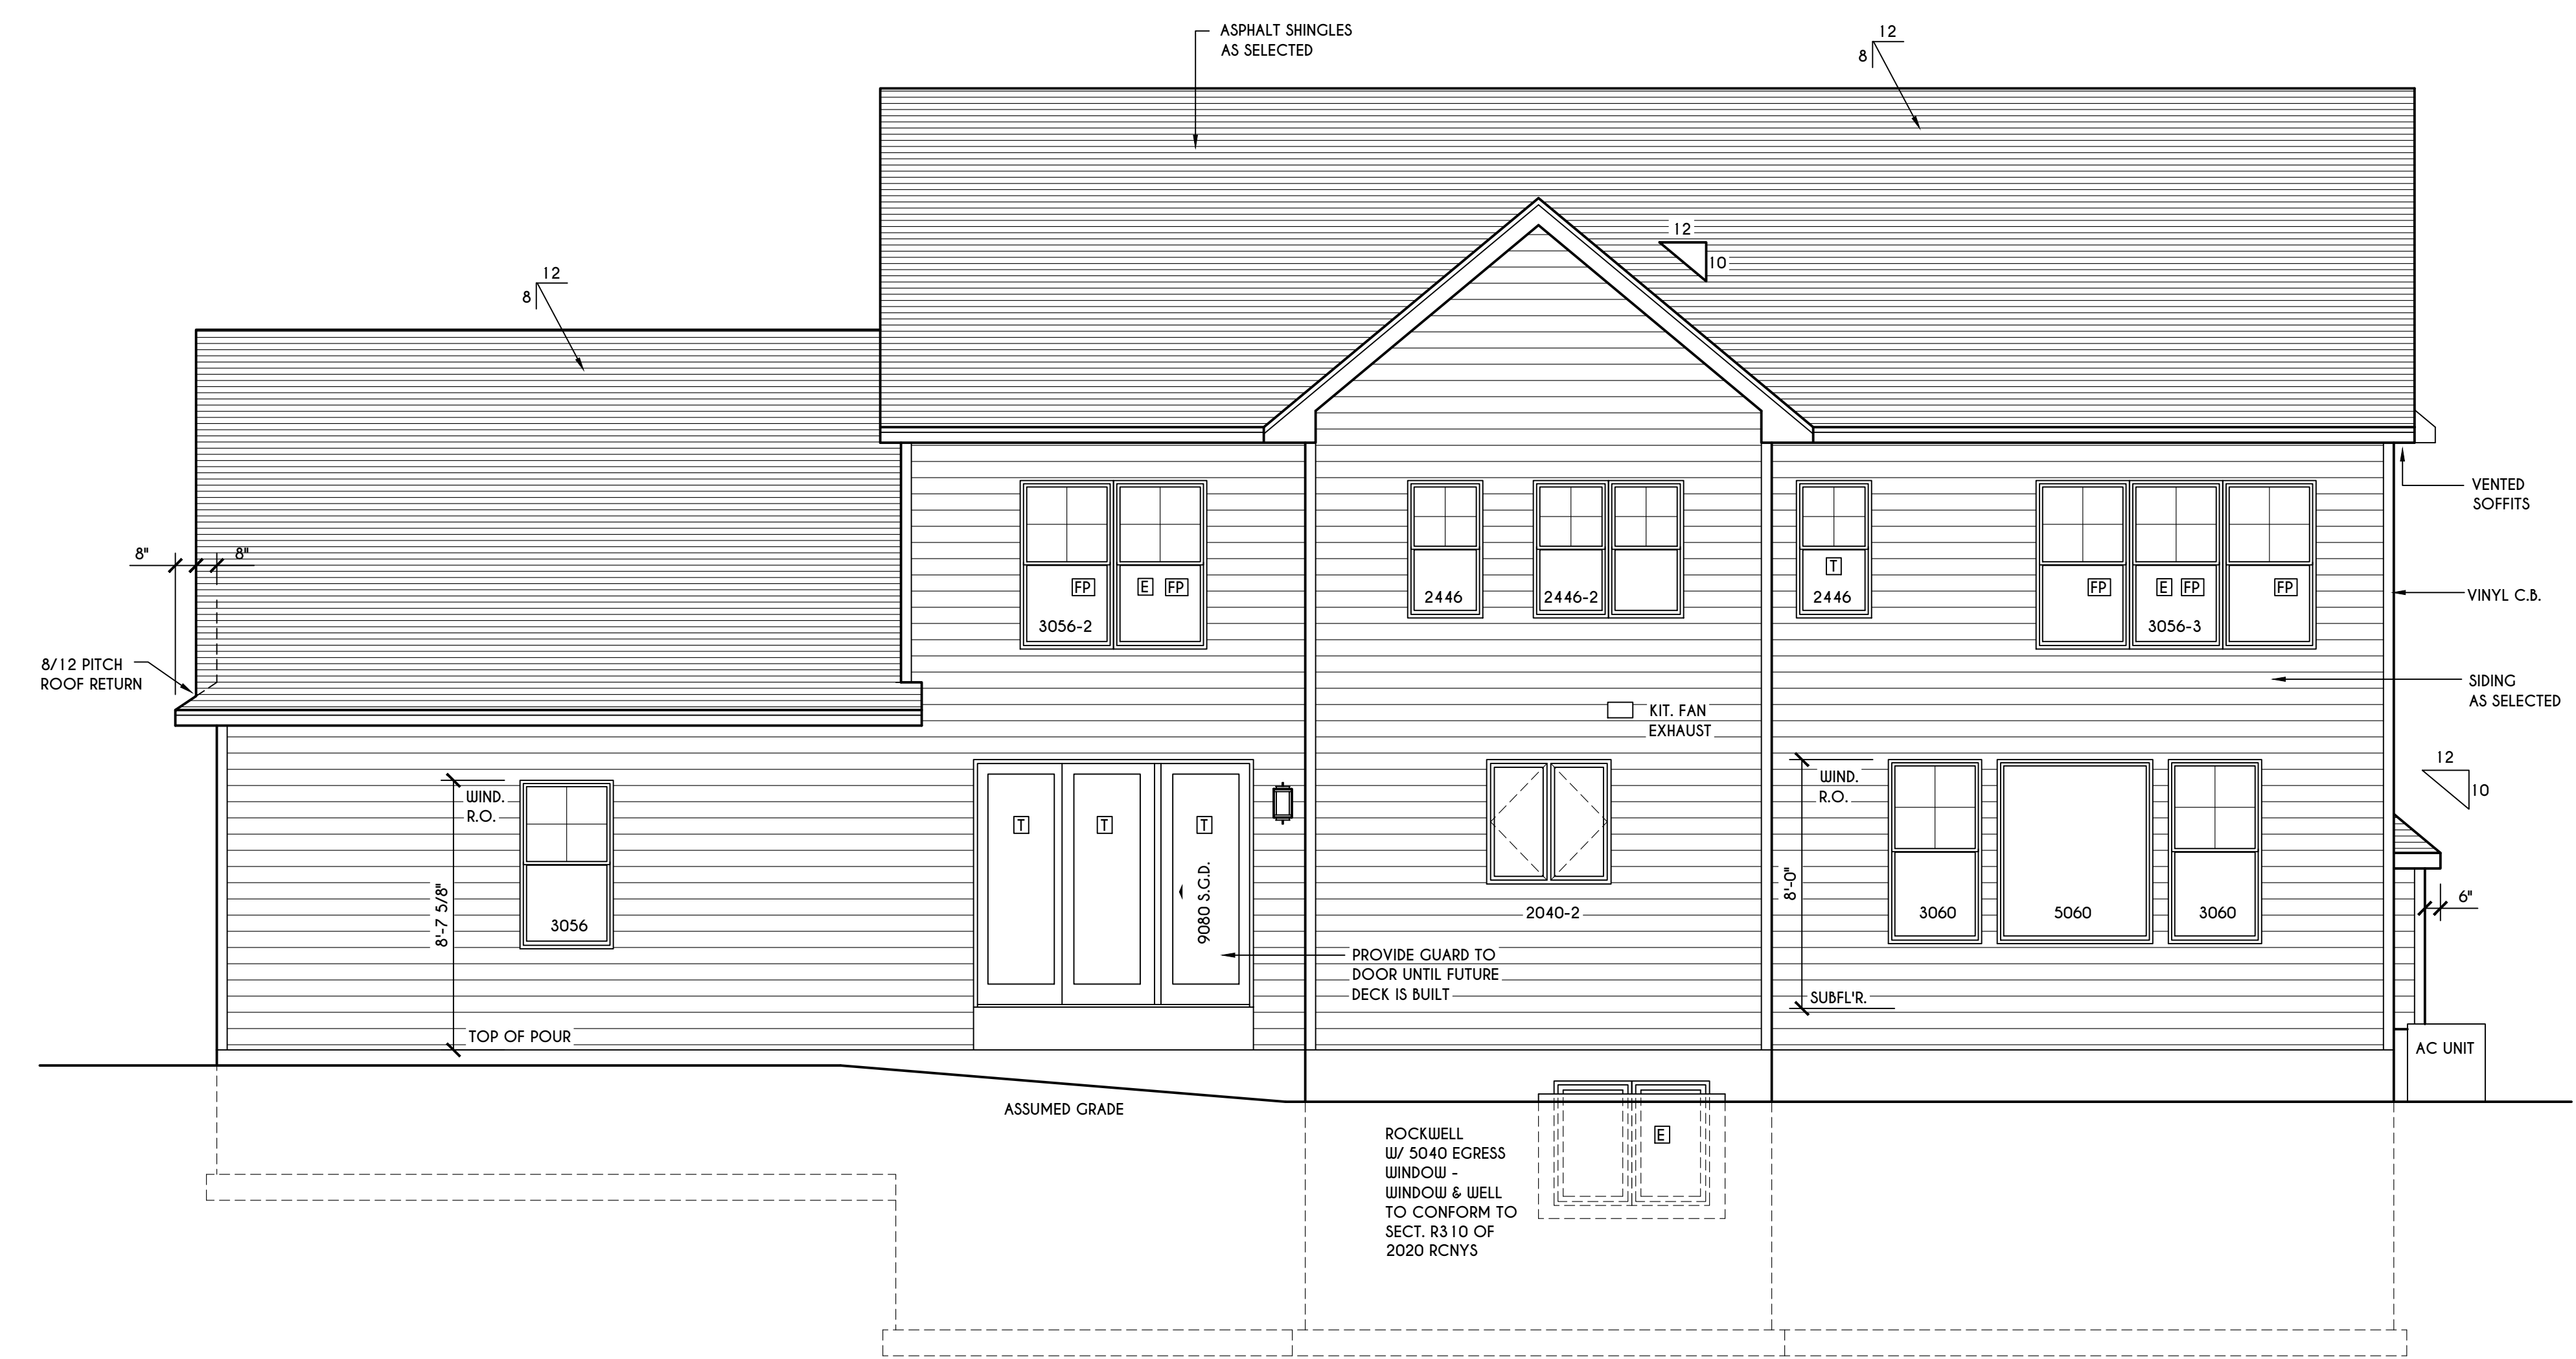 ASPHALT SHINGLES
AS SELECTED
12
8
12
10
12
8
8"
8"
8/12 PITCH
ROOF RETURN
FP
E
FP
3056-2
2446
2446-2
T
2446
FP
E
FP
FP
3056-3
VENTED
SOFFITS
VINYL C.B.
SIDING
AS SELECTED
KIT. FAN
EXHAUST
WIND.
R.O.
8'-7 5/8"
3056
TOP OF POUR
T
T
T
9080 S.G.D.
2040-2
PROVIDE GUARD TO
DOOR UNTIL FUTURE
DECK IS BUILT
WIND.
R.O.
8'-0"
SUBFL'R.
3060
5060
3060
12
10
6"
AC UNIT
ASSUMED GRADE
ROCKWELL
W/ 5040 EGRESS
WINDOW -
WINDOW & WELL
TO CONFORM TO
SECT. R310 OF
2020 RCNYS
E